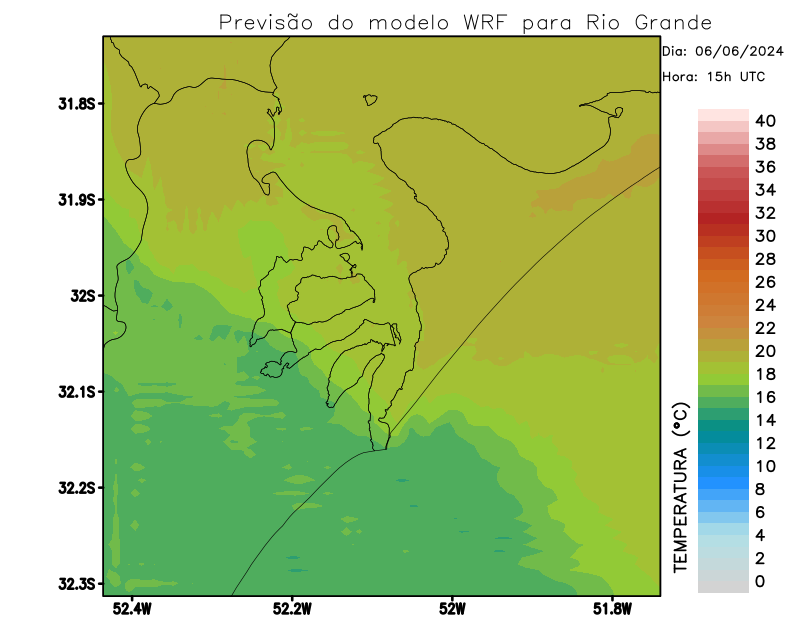 Previsão do modelo WRF para Rio Grande
Dia: 06/06/2024
Hora: 15h UTC
31.8S
31.9S
32S
32.1S
32.2S
32.3S
52.4W
52.2W
52W
51.8W
TEMPERATURA (°C)
40
38
36
34
32
30
28
26
24
22
20
18
16
14
12
10
8
6
4
2
0